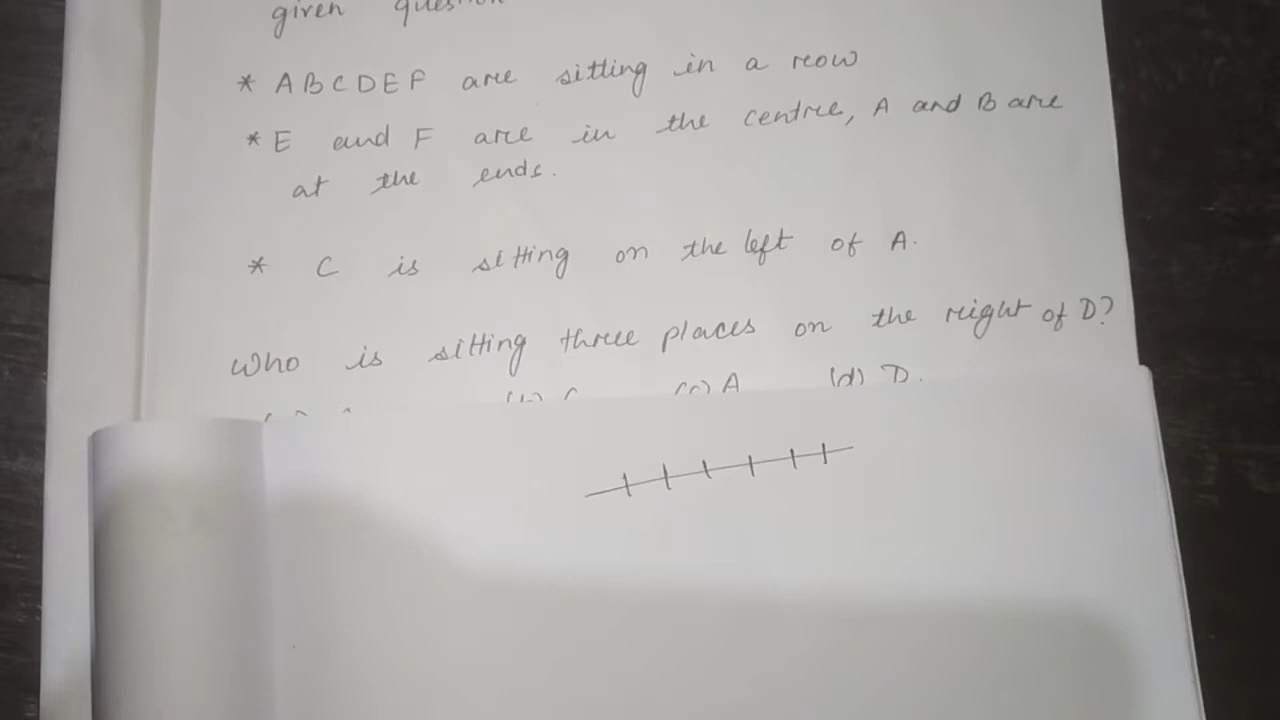 given question
* A B C D E F are sitting in a row
* E and F are in the centre, A and B are
at the ends.
* C is sitting on the left of A.
Who is sitting three places on the right of D?
(c) A (d) D.